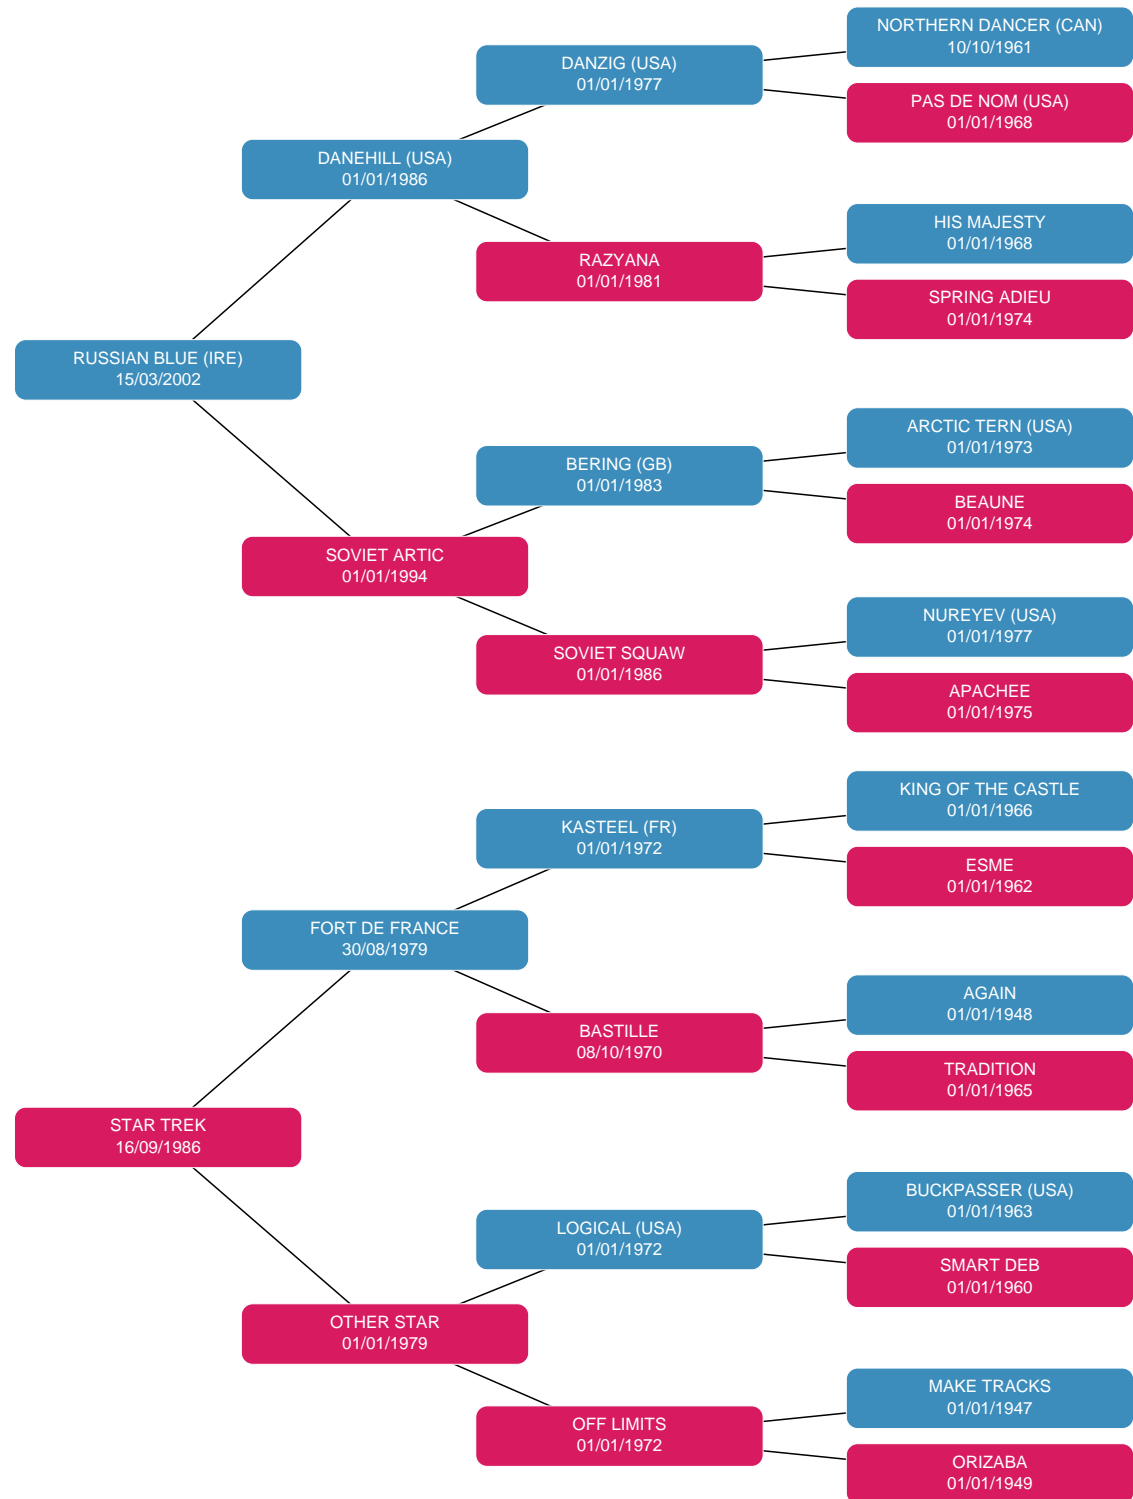 NORTHERN DANCER (CAN)
10/10/1961
DANZIG (USA)
01/01/1977
PAS DE NOM (USA)
01/01/1968
DANEHILL (USA)
01/01/1986
HIS MAJESTY
01/01/1968
RAZYANA
01/01/1981
SPRING ADIEU
01/01/1974
RUSSIAN BLUE (IRE)
15/03/2002
ARCTIC TERN (USA)
01/01/1973
BERING (GB)
01/01/1983
BEAUNE
01/01/1974
SOVIET ARTIC
01/01/1994
NUREYEV (USA)
01/01/1977
SOVIET SQUAW
01/01/1986
APACHEE
01/01/1975
KING OF THE CASTLE
01/01/1966
KASTEEL (FR)
01/01/1972
ESME
01/01/1962
FORT DE FRANCE
30/08/1979
AGAIN
01/01/1948
BASTILLE
08/10/1970
TRADITION
01/01/1965
STAR TREK
16/09/1986
BUCKPASSER (USA)
01/01/1963
LOGICAL (USA)
01/01/1972
SMART DEB
01/01/1960
OTHER STAR
01/01/1979
MAKE TRACKS
01/01/1947
OFF LIMITS
01/01/1972
ORIZABA
01/01/1949